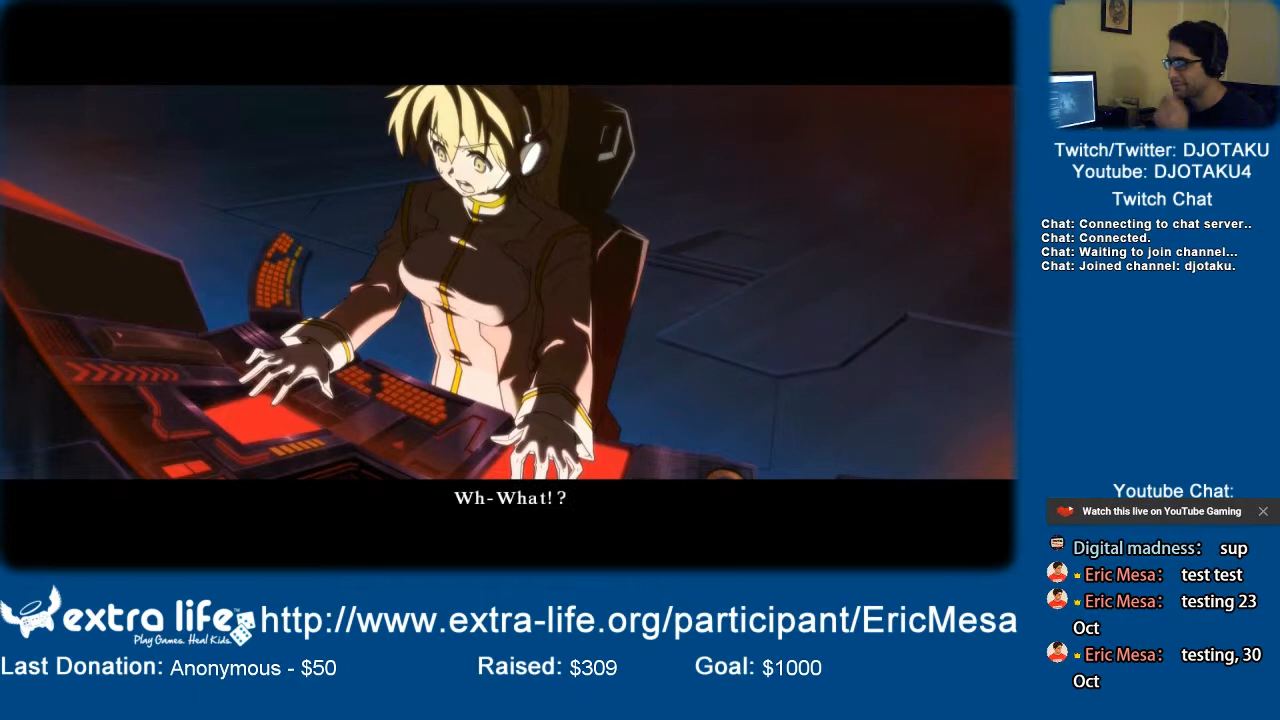 Wh-What!?
Twitch/Twitter: DJOTAKU
Youtube: DJOTAKU4
Twitch Chat
Chat: Connecting to chat server..
Chat: Connected.
Chat: Waiting to join channel...
Chat: Joined channel: djotaku.
Youtube Chat:
Watch this live on YouTube Gaming
Digital madness: sup
Eric Mesa: test test
Eric Mesa: testing 23
Oct
Eric Mesa: testing, 30
Oct
extra life
Play Games. Heal Kids.
http://www.extra-life.org/participant/EricMesa
Last Donation: Anonymous - $50 Raised: $309 Goal: $1000